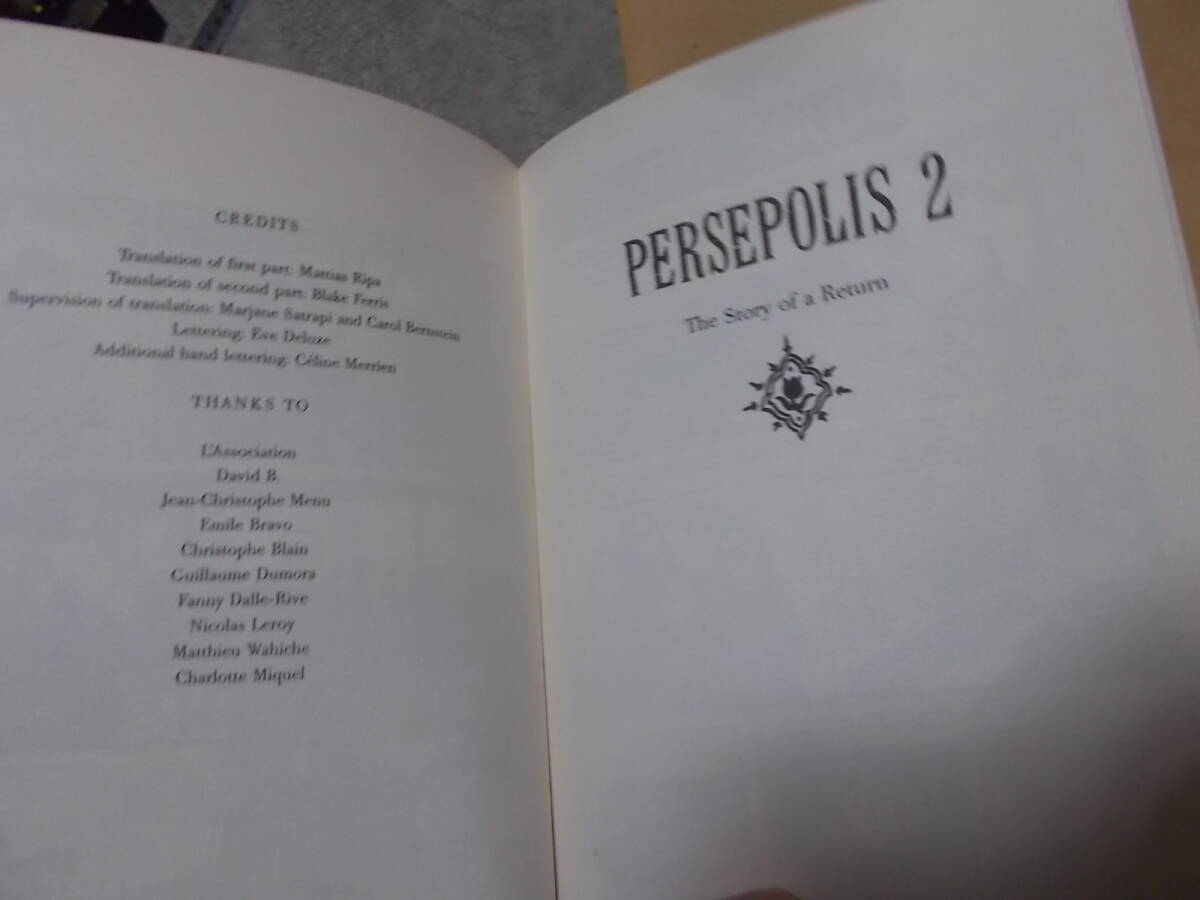 CREDITS
Translation of first part: Mattias Ripa
Translation of second part: Blake Ferris
Supervision of translation: Marjane Satrapi and Carol Bernstein
Lettering: Eve Deluze
Additional hand lettering: Céline Merrien
THANKS TO
L'Association
David B.
Jean-Christophe Menu
Emile Bravo
Christophe Blain
Guillaume Dumora
Fanny Dalle-Rive
Nicolas Leroy
Matthieu Wahiche
Charlotte Miquel
PERSEPOLIS 2
The Story of a Return